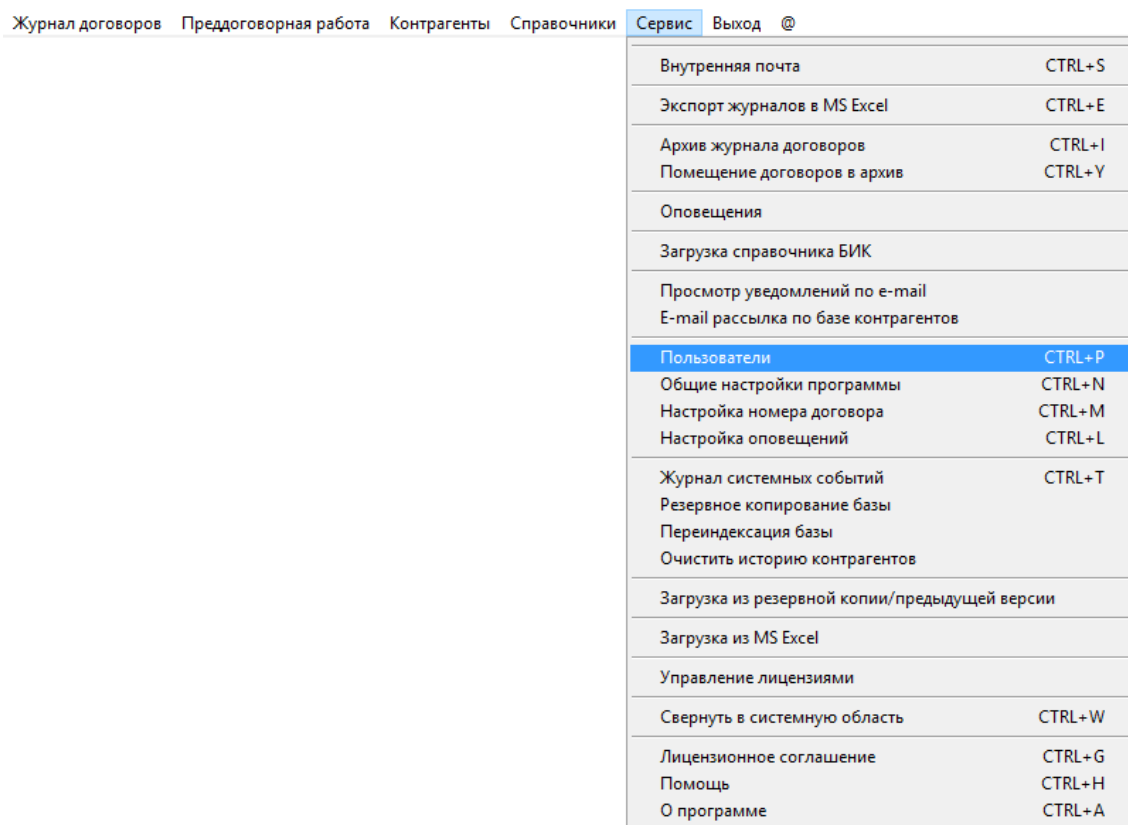 Журнал договоров Преддоговорная работа Контрагенты Справочники Сервис Выход @
Внутренняя почта CTRL+S
Экспорт журналов в MS Excel CTRL+E
Архив журнала договоров CTRL+I
Помещение договоров в архив CTRL+Y
Оповещения
Загрузка справочника БИК
Просмотр уведомлений по e-mail
E-mail рассылка по базе контрагентов
Пользователи CTRL+P
Общие настройки программы CTRL+N
Настройка номера договора CTRL+M
Настройка оповещений CTRL+L
Журнал системных событий CTRL+T
Резервное копирование базы
Переиндексация базы
Очистить историю контрагентов
Загрузка из резервной копии/предыдущей версии
Загрузка из MS Excel
Управление лицензиями
Свернуть в системную область CTRL+W
Лицензионное соглашение CTRL+G
Помощь CTRL+H
О программе CTRL+A